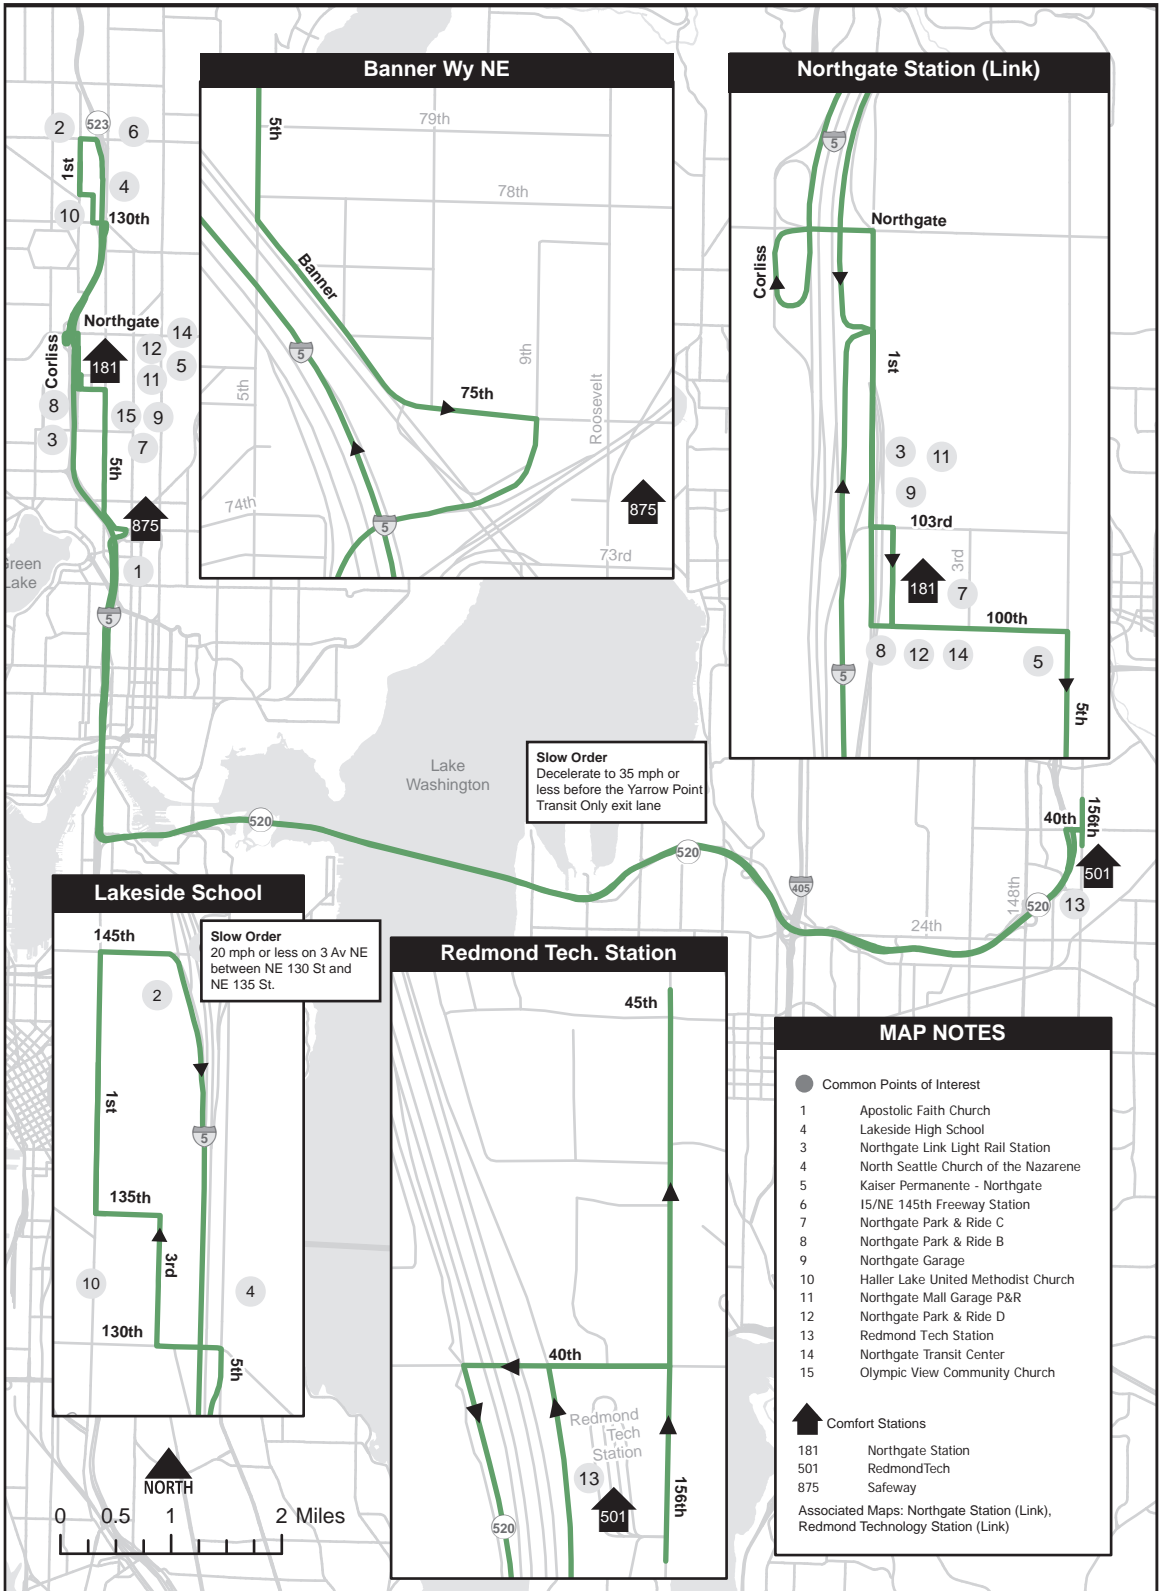 Banner Wy NE
5th
79th
78th
Banner
5
9th
75th
5th
Roosevelt
74th
5
875
73rd
Northgate Station (Link)
5
Northgate
Corliss
1st
3
11
9
103rd
3rd
181
7
100th
8
12
14
5
5
5th
2
523
6
1st
4
10
130th
Northgate
14
Corliss
12
181
5
11
8
15
9
3
7
5th
875
Green
Lake
1
5
Lake
Washington
Slow Order
Decelerate to 35 mph or
less before the Yarrow Point
Transit Only exit lane
520
520
405
156th
40th
501
148th
520
13
24th
Lakeside School
145th
Slow Order
20 mph or less on 3 Av NE
between NE 130 St and
NE 135 St.
2
1st
5
135th
3rd
10
4
130th
5th
Redmond Tech. Station
45th
40th
Redmond
Tech
Station
13
501
156th
520
NORTH
0 0.5 1 2 Miles
MAP NOTES
Common Points of Interest
1 Apostolic Faith Church
4 Lakeside High School
3 Northgate Link Light Rail Station
4 North Seattle Church of the Nazarene
5 Kaiser Permanente - Northgate
6 I5/NE 145th Freeway Station
7 Northgate Park & Ride C
8 Northgate Park & Ride B
9 Northgate Garage
10 Haller Lake United Methodist Church
11 Northgate Mall Garage P&R
12 Northgate Park & Ride D
13 Redmond Tech Station
14 Northgate Transit Center
15 Olympic View Community Church
Comfort Stations
181 Northgate Station
501 RedmondTech
875 Safeway
Associated Maps: Northgate Station (Link),
Redmond Technology Station (Link)